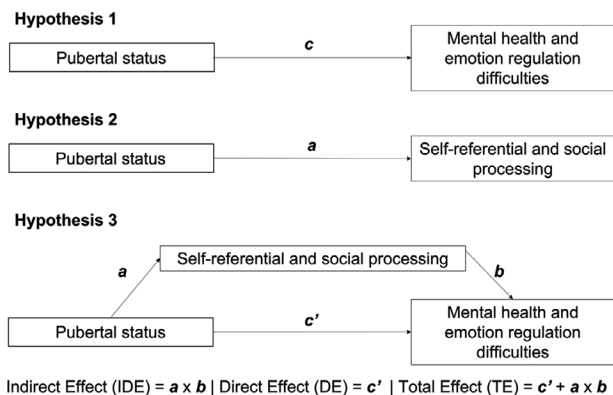 Hypothesis 1
Pubertal status
c
Mental health and
emotion regulation
difficulties
Hypothesis 2
Pubertal status
a
Self-referential and social
processing
Hypothesis 3
Self-referential and social processing
a
b
Pubertal status
c’
Mental health and
emotion regulation
difficulties
Indirect Effect (IDE) = a x b | Direct Effect (DE) = c’ | Total Effect (TE) = c’ + a x b